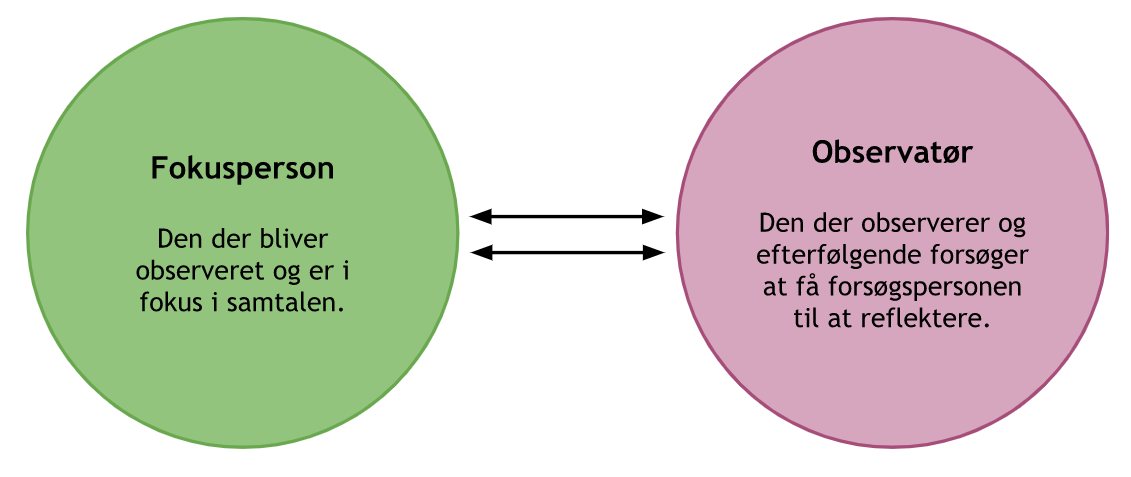 Fokusperson
Den der bliver
observeret og er i
fokus i samtalen.
Observatør
Den der observerer og
efterfølgende forsøger
at få forsøgspersonen
til at reflektere.